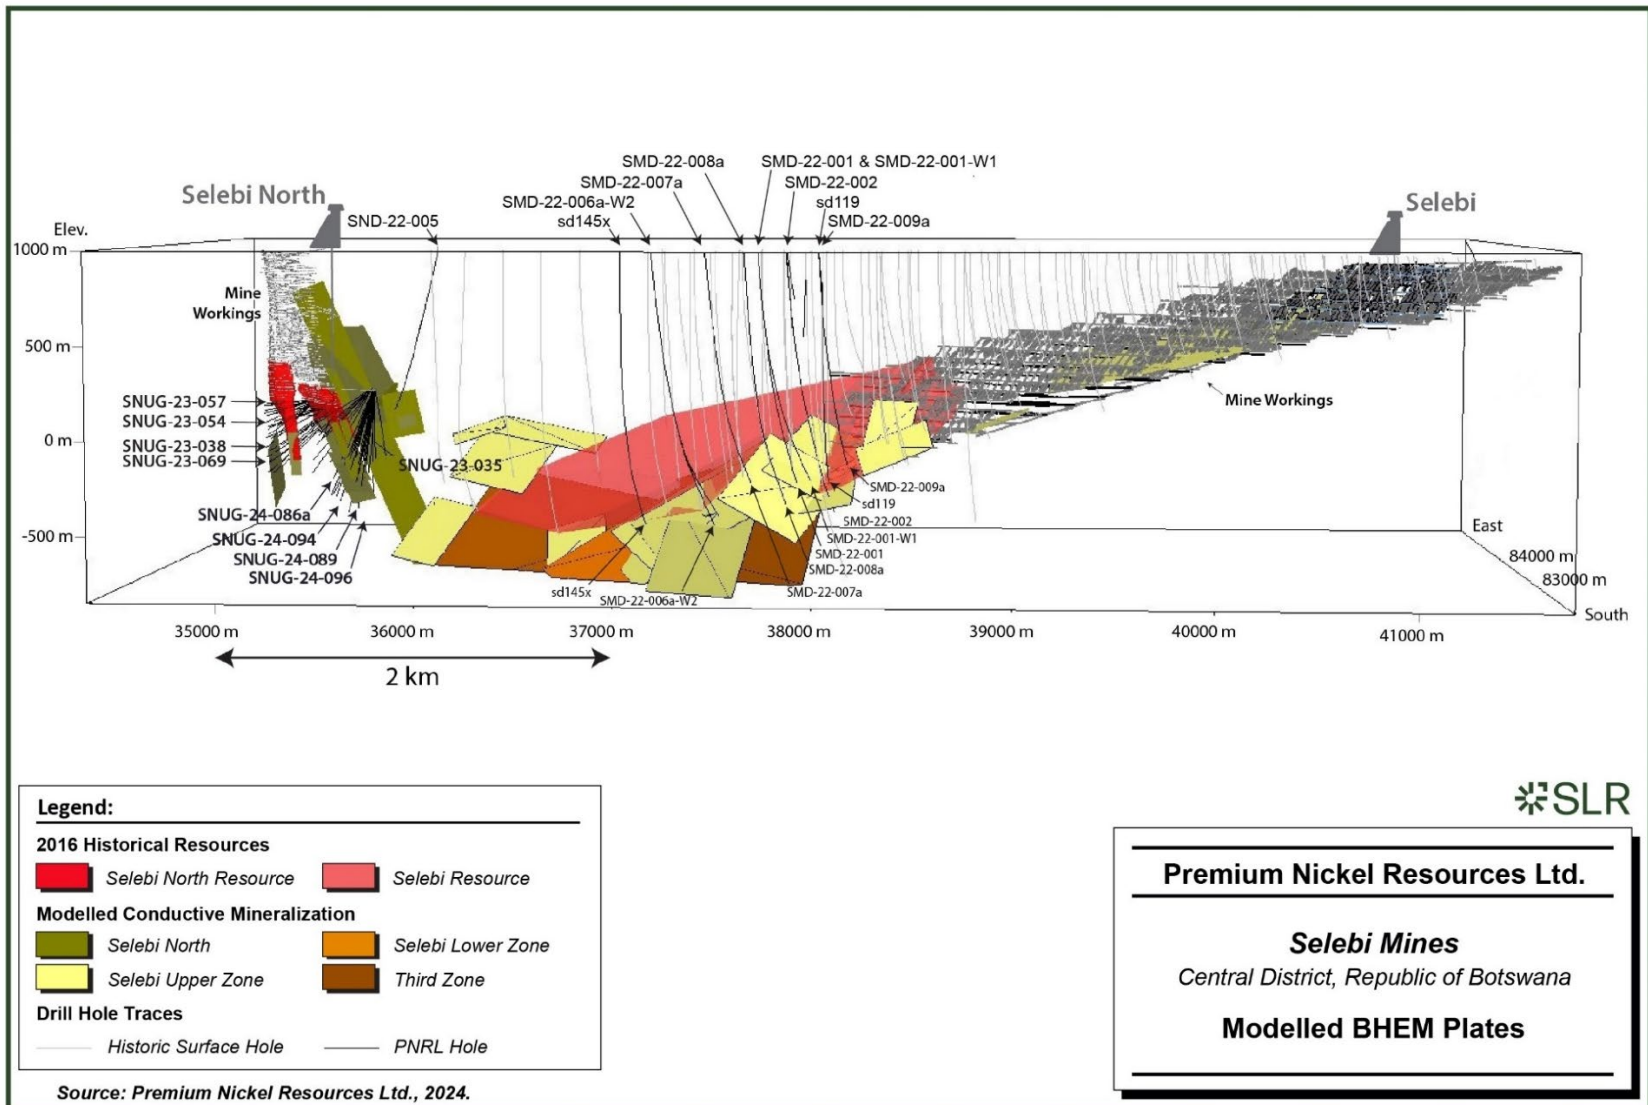 SMD-22-008a
SMD-22-001 & SMD-22-001-W1
SMD-22-007a
SMD-22-002
Selebi North
SMD-22-006a-W2
sd119
Selebi
SND-22-005
sd145x
SMD-22-009a
Elev.
1000 m
Mine
Workings
500 m
SNUG-23-057
SNUG-23-054
Mine Workings
0 m
SNUG-23-038
SNUG-23-069
SNUG-23-035
SMD-22-009a
sd119
SNUG-24-086a
SMD-22-002
East
-500 m
SNUG-24-094
SMD-22-001-W1
SNUG-24-089
SMD-22-001
84000 m
SNUG-24-096
SMD-22-008a
83000 m
sd145x
SMD-22-006a-W2
SMD-22-007a
South
35000 m
36000 m
37000 m
38000 m
39000 m
40000 m
41000 m
2 km
Legend:
2016 Historical Resources
Selebi North Resource
Selebi Resource
Modelled Conductive Mineralization
Selebi North
Selebi Lower Zone
Selebi Upper Zone
Third Zone
Drill Hole Traces
Historic Surface Hole
PNRL Hole
Source: Premium Nickel Resources Ltd., 2024.
SLR
Premium Nickel Resources Ltd.
Selebi Mines
Central District, Republic of Botswana
Modelled BHEM Plates